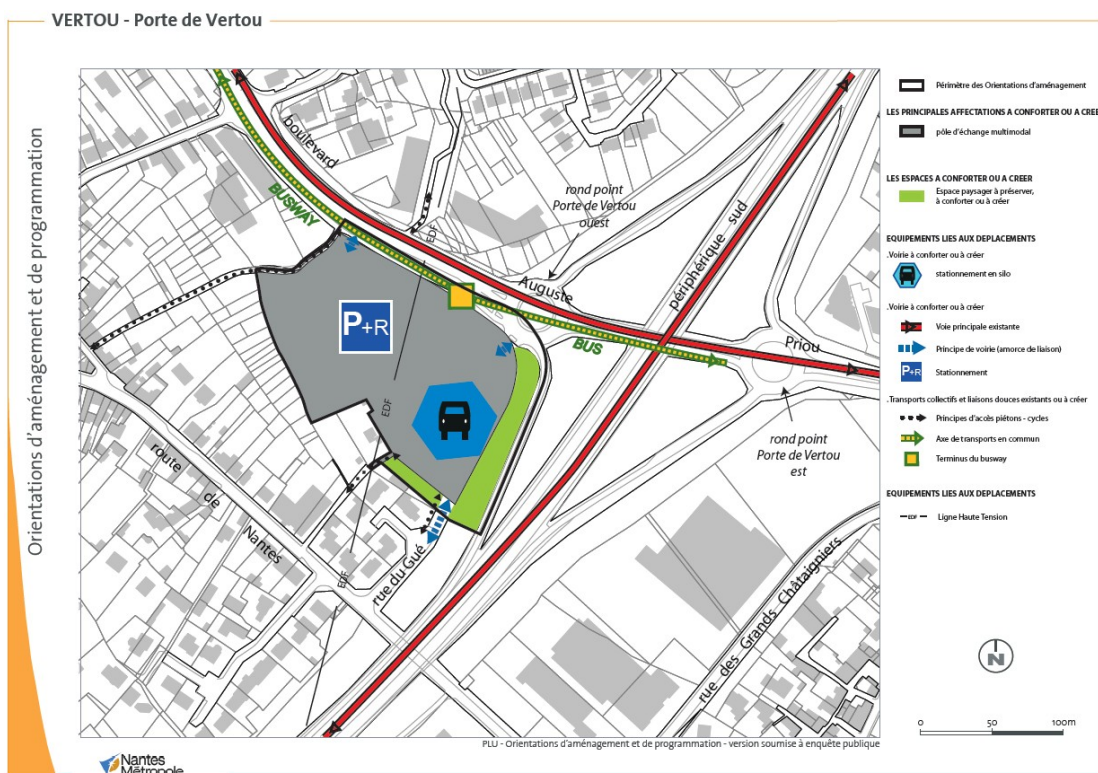 VERTOU - Porte de Vertou
Orientations d'aménagement et de programmation
boulevard
BUSWAY
EDF
rond point
Porte de Vertou
ouest
périphérique sud
Auguste
BUS
Priou
P+R
EDF
rond point
Porte de Vertou
est
route de Nantes
EDF
rue du Gué
rue des Grands Châtaigniers
Périmètre des Orientations d'aménagement
LES PRINCIPALES AFFECTATIONS A CONFORTER OU A CREE
pôle d'échange multimodal
LES ESPACES A CONFORTER OU A CREER
Espace paysager à préserver,
à conforter ou à créer
EQUIPEMENTS LIES AUX DEPLACEMENTS
.Voirie à conforter ou à créer
stationnement en silo
.Voirie à conforter ou à créer
Voie principale existante
Principe de voirie (amorce de liaison)
P+R Stationnement
.Transports collectifs et liaisons douces existants ou à créer
Principes d'accès piétons - cycles
Axe de transports en commun
Terminus du busway
EQUIPEMENTS LIES AUX DEPLACEMENTS
EDF Ligne Haute Tension
N
0 50 100m
PLU - Orientations d'aménagement et de programmation - version soumise à enquête publique
Nantes
Métropole